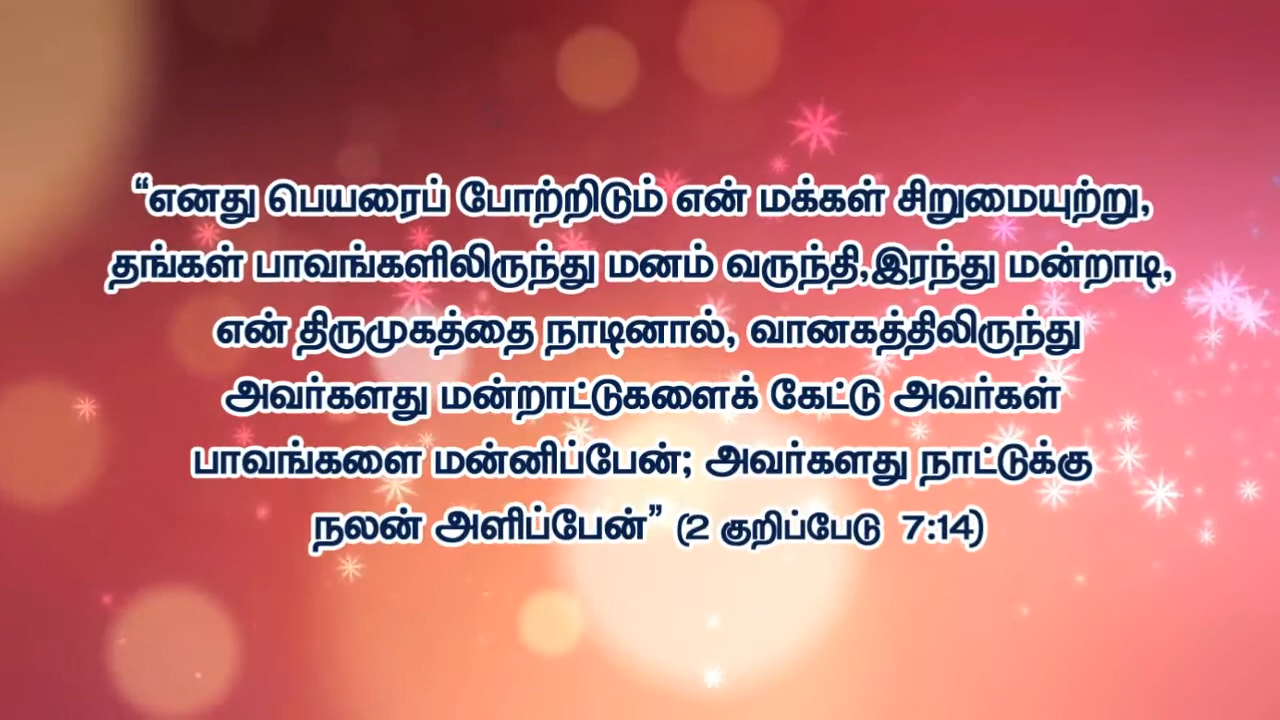 “எனது பெயரைப் போற்றிடும் என் மக்கள் சிறுமையுற்று,
தங்கள் பாவங்களிலிருந்து மனம் வருந்தி,இரந்து மன்றாடி,
என் திருமுகத்தை நாடினால், வானகத்திலிருந்து
அவர்களது மன்றாட்டுகளைக் கேட்டு அவர்கள்
பாவங்களை மன்னிப்பேன்; அவர்களது நாட்டுக்கு
நலன் அளிப்பேன்” (2 குறிப்பேடு 7:14)